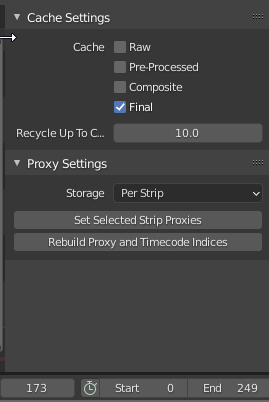 Cache Settings
Cache Raw
Pre-Processed
Composite
Final
Recycle Up To C... 10.0
Proxy Settings
Storage Per Strip
Set Selected Strip Proxies
Rebuild Proxy and Timecode Indices
173 Start 0 End 249